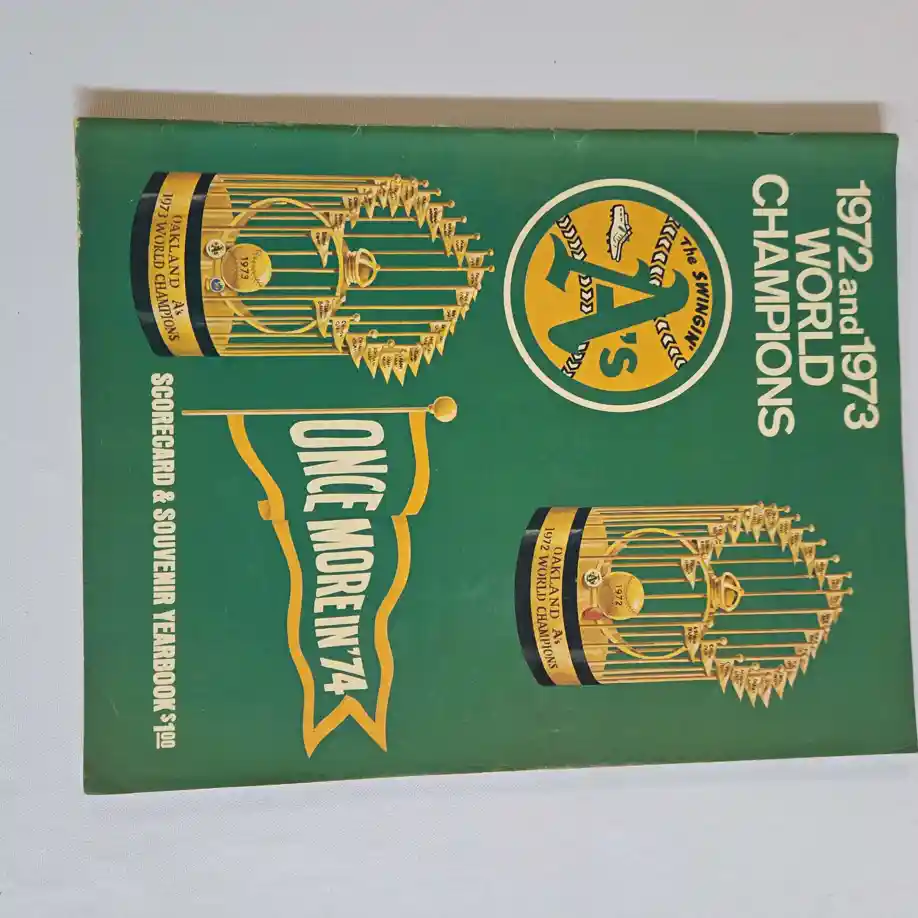 1972 and 1973
WORLD
CHAMPIONS
The SWINGIN'
A's
1972
OAKLAND A's
1972 WORLD CHAMPIONS
1973
OAKLAND A's
1973 WORLD CHAMPIONS
ONCE MORE IN '74
SCORECARD & SOUVENIR YEARBOOK $1.00